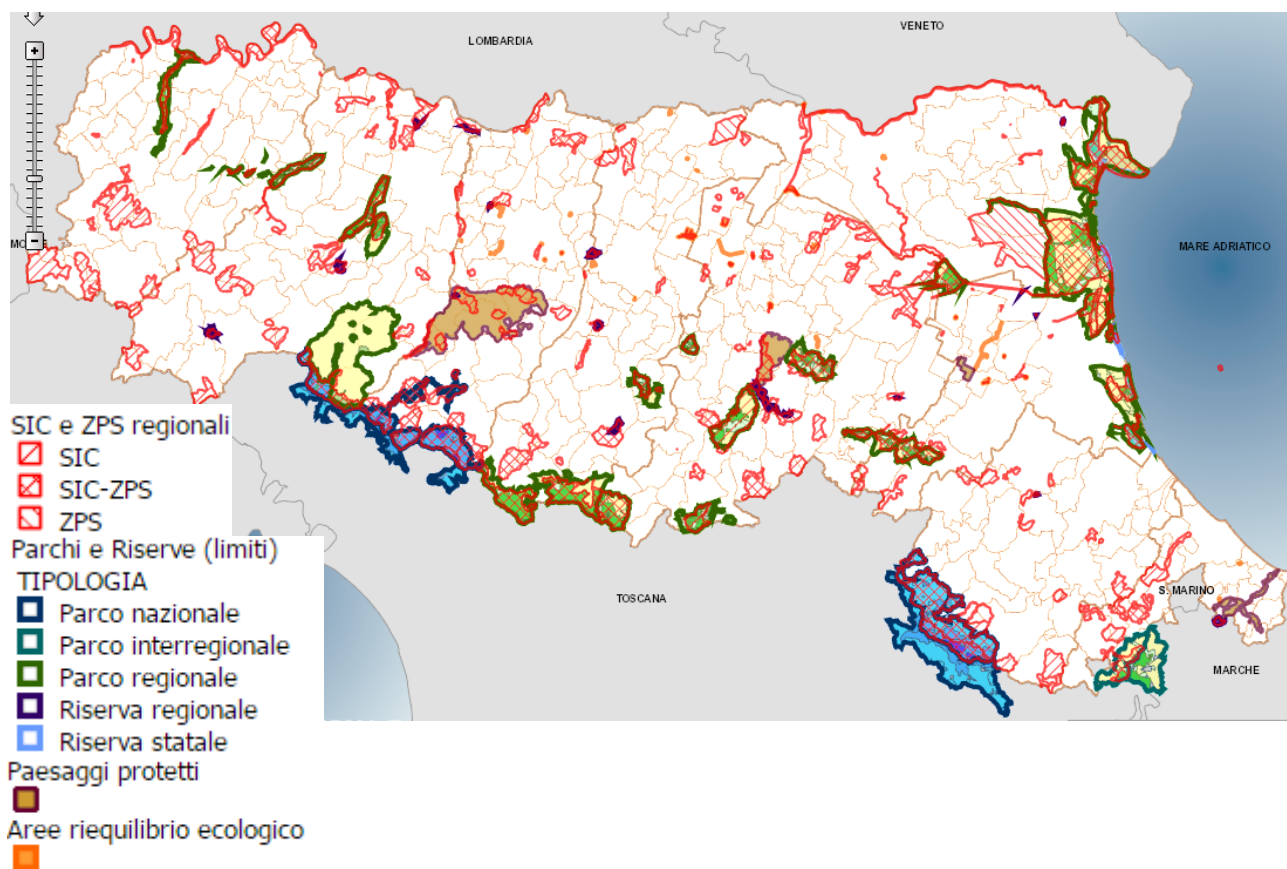 LOMBARDIA
VENETO
MARE ADRIATICO
TOSCANA
S. MARINO
MARCHE
SIC e ZPS regionali
SIC
SIC-ZPS
ZPS
Parchi e Riserve (limiti)
TIPOLOGIA
Parco nazionale
Parco interregionale
Parco regionale
Riserva regionale
Riserva statale
Paesaggi protetti
Aree riequilibrio ecologico